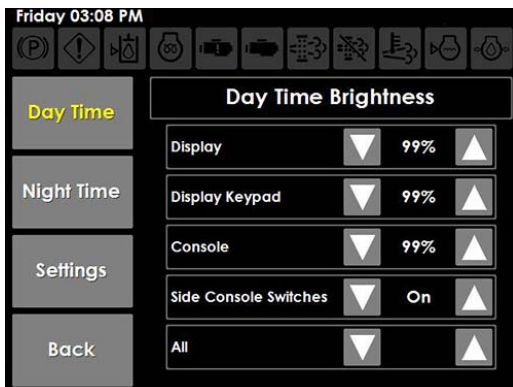 Friday 03:08 PM
Day Time
Day Time Brightness
Display 99%
Night Time
Display Keypad 99%
Console 99%
Settings
Side Console Switches On
Back
All